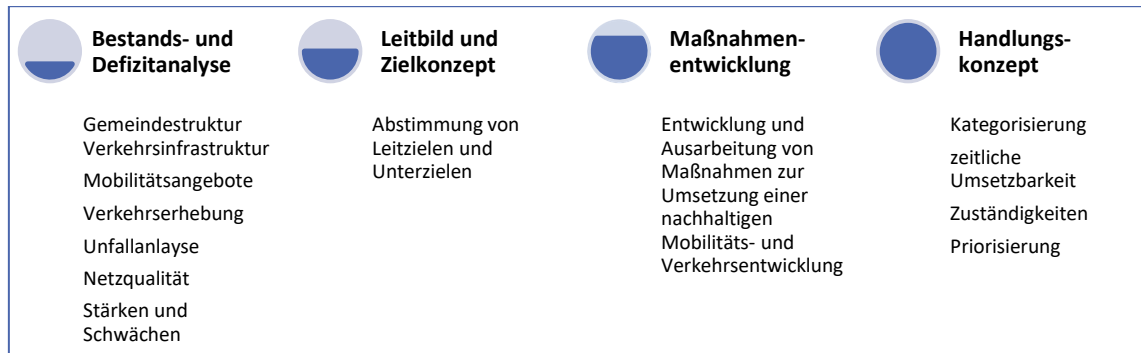 Bestands- und
Defizitanalyse
Gemeindestruktur
Verkehrsinfrastruktur
Mobilitätsangebote
Verkehrserhebung
Unfallanlayse
Netzqualität
Stärken und
Schwächen
Leitbild und
Zielkonzept
Abstimmung von
Leitzielen und
Unterzielen
Maßnahmen-
entwicklung
Entwicklung und
Ausarbeitung von
Maßnahmen zur
Umsetzung einer
nachhaltigen
Mobilitäts- und
Verkehrsentwicklung
Handlungs-
konzept
Kategorisierung
zeitliche
Umsetzbarkeit
Zuständigkeiten
Priorisierung